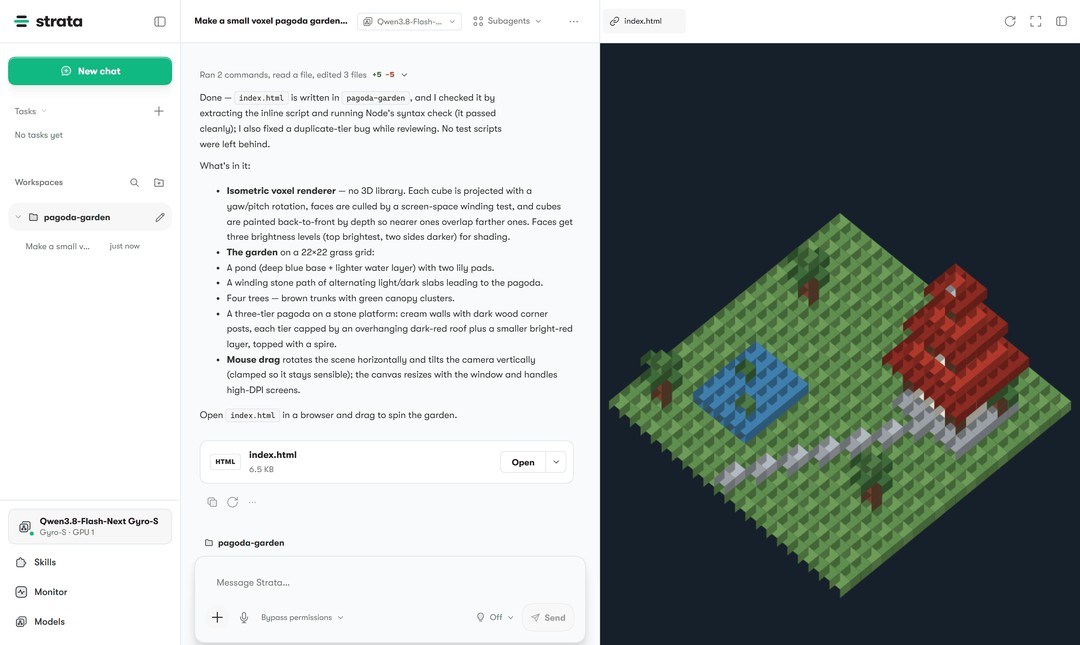 strata
New chat
Tasks
No tasks yet
Workspaces
pagoda-garden
Make a small v...
just now
Qwen3.8-Flash-Next Gyro-S
Gyro-S · GPU 1
Skills
Monitor
Models
Make a small voxel pagoda garden...
Qwen3.8-Flash-...
Subagents
...
Ran 2 commands, read a file, edited 3 files +5 −5
Done — index.html is written in pagoda-garden, and I checked it by
extracting the inline script and running Node's syntax check (it passed
cleanly); I also fixed a duplicate-tier bug while reviewing. No test scripts
were left behind.
What's in it:
• Isometric voxel renderer — no 3D library. Each cube is projected with a
yaw/pitch rotation, faces are culled by a screen-space winding test, and cubes
are painted back-to-front by depth so nearer ones overlap farther ones. Faces get
three brightness levels (top brightest, two sides darker) for shading.
• The garden on a 22×22 grass grid:
• A pond (deep blue base + lighter water layer) with two lily pads.
• A winding stone path of alternating light/dark slabs leading to the pagoda.
• Four trees — brown trunks with green canopy clusters.
• A three-tier pagoda on a stone platform: cream walls with dark wood corner
posts, each tier capped by an overhanging dark-red roof plus a smaller bright-red
layer, topped with a spire.
• Mouse drag rotates the scene horizontally and tilts the camera vertically
(clamped so it stays sensible); the canvas resizes with the window and handles
high-DPI screens.
Open index.html in a browser and drag to spin the garden.
HTML
index.html
6.5 KB
Open
...
pagoda-garden
Message Strata...
Bypass permissions
Off
Send
index.html